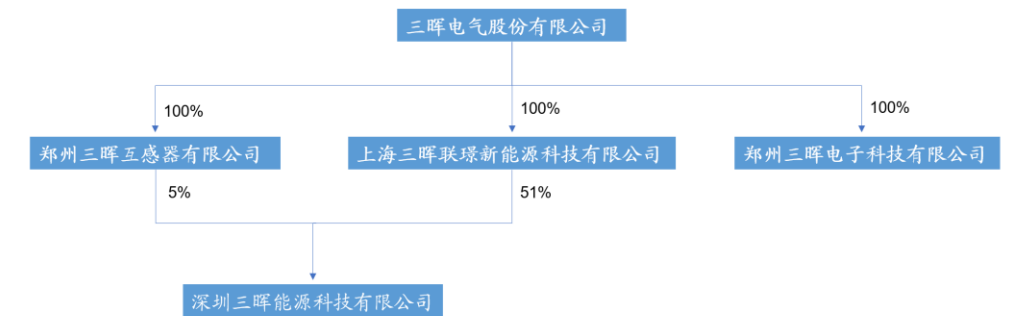 三晖电气股份有限公司
100%
100%
100%
郑州三晖互感器有限公司
上海三晖联璟新能源科技有限公司
郑州三晖电子科技有限公司
5%
51%
深圳三晖能源科技有限公司